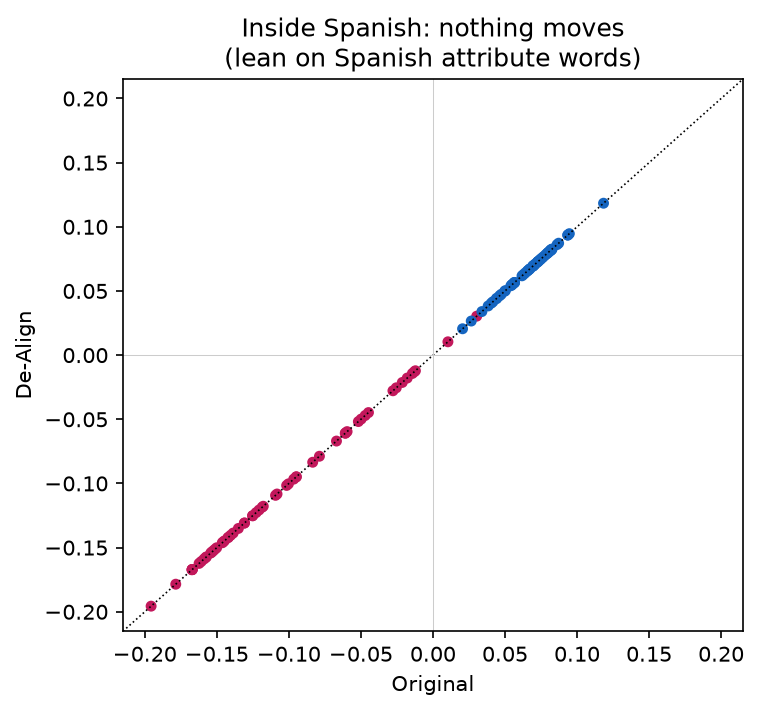 Inside Spanish: nothing moves
(lean on Spanish attribute words)
De-Align
0.20
0.15
0.10
0.05
0.00
−0.05
−0.10
−0.15
−0.20
−0.20 −0.15 −0.10 −0.05 0.00 0.05 0.10 0.15 0.20
Original